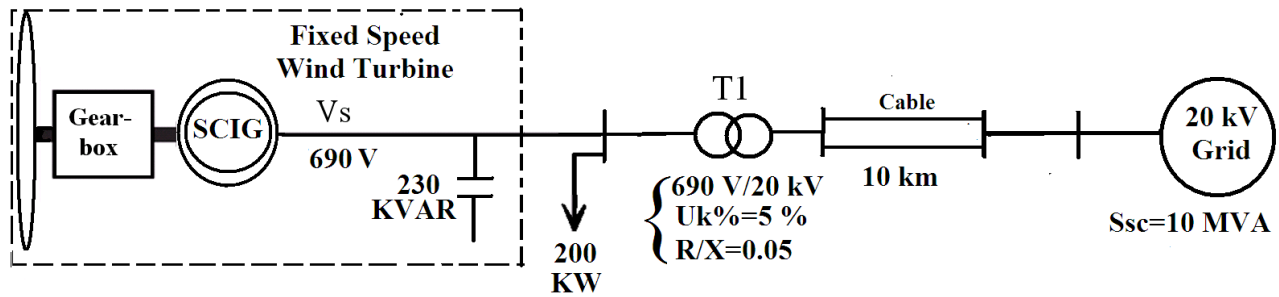 Fixed Speed
Wind Turbine
Gear-
box
SCIG
Vs
690 V
230
KVAR
200
KW
T1
690 V/20 kV
Uk%=5 %
R/X=0.05
Cable
10 km
20 kV
Grid
Ssc=10 MVA